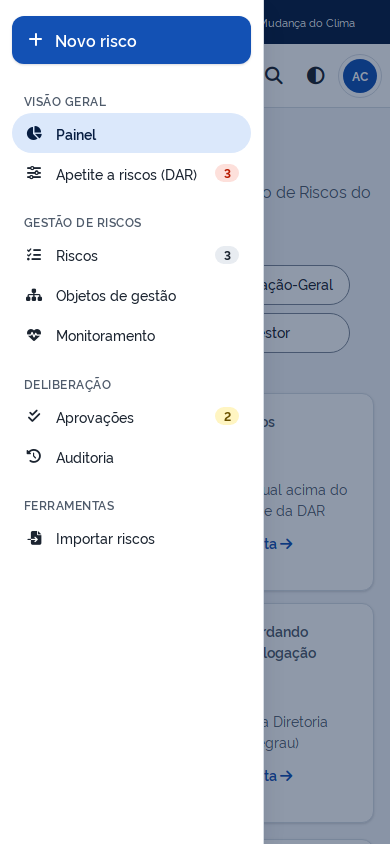 Novo risco
Mudança do Clima
AC
VISÃO GERAL
Painel
Apetite a riscos (DAR) 3
GESTÃO DE RISCOS
Riscos 3
Objetos de gestão
Monitoramento
DELIBERAÇÃO
Aprovações 2
Auditoria
FERRAMENTAS
Importar riscos
o de Riscos do
ação-Geral
estor
os
ual acima do
e da DAR
ta
rdando
logação
a Diretoria
egrau)
ta